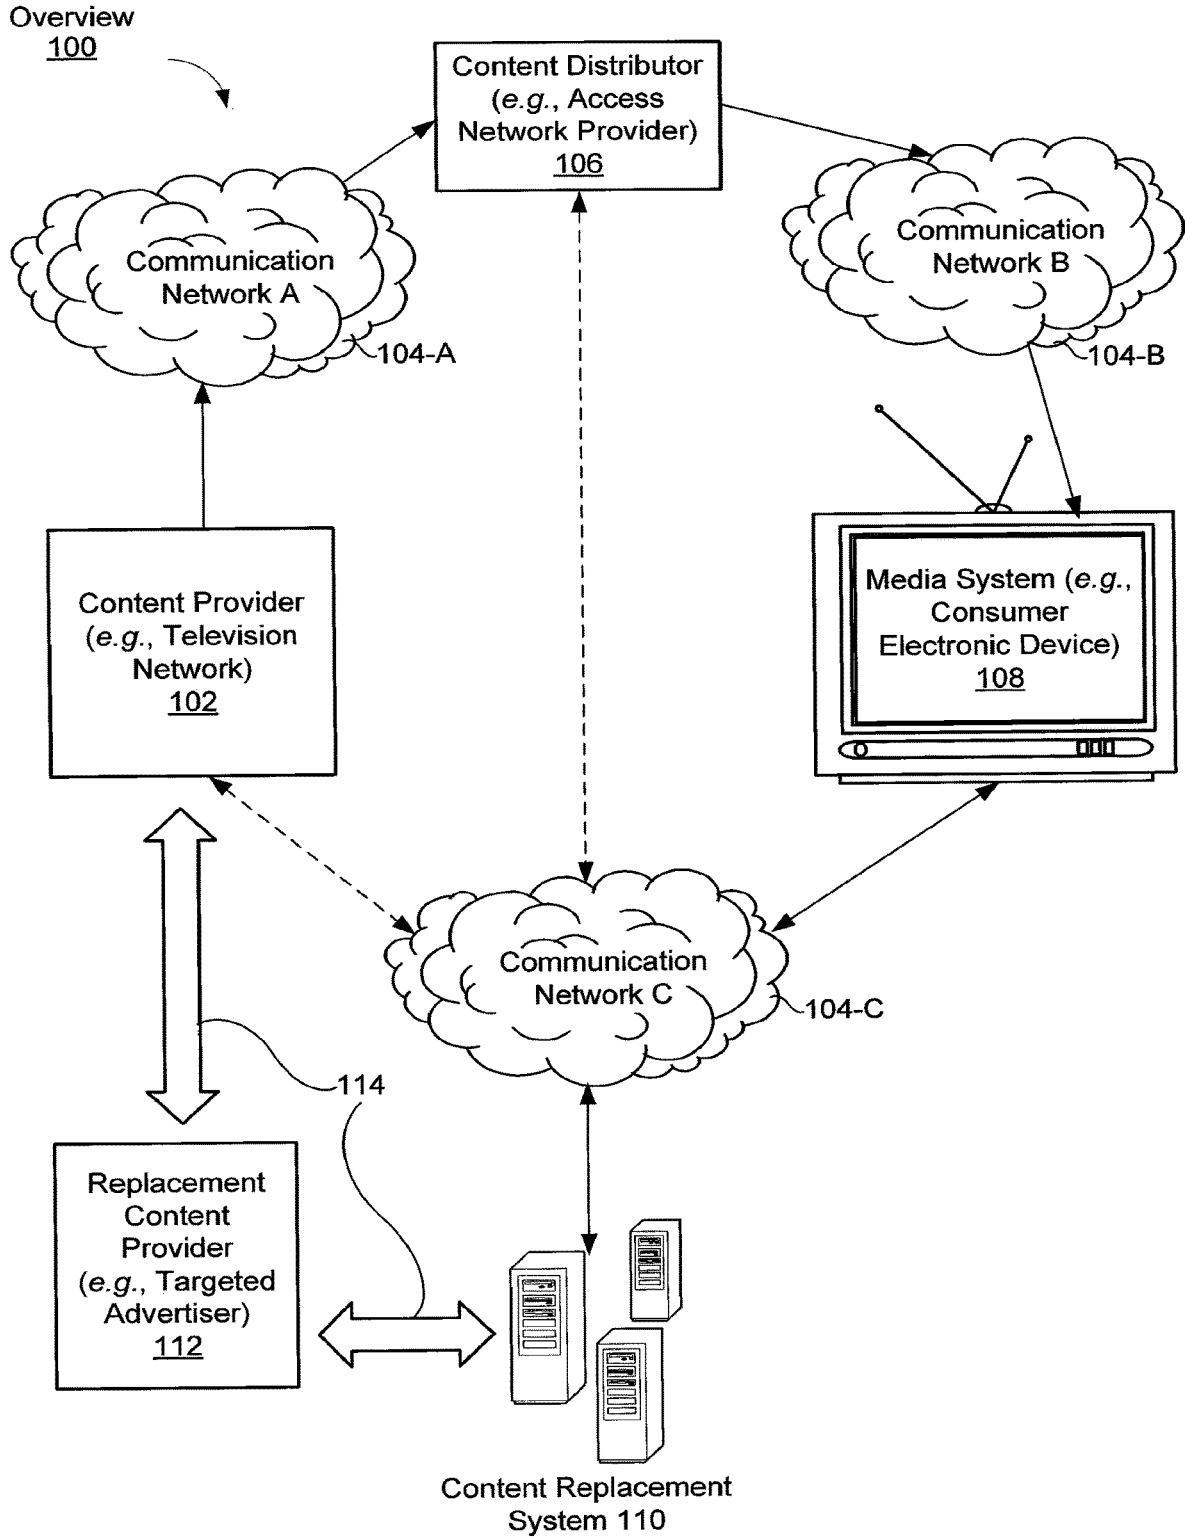 Overview
100
Content Distributor
(e.g., Access
Network Provider)
106
Communication
Network A
104-A
Communication
Network B
104-B
Content Provider
(e.g., Television
Network)
102
Media System (e.g.,
Consumer
Electronic Device)
108
Communication
Network C
104-C
114
Replacement
Content
Provider
(e.g., Targeted
Advertiser)
112
Content Replacement
System 110